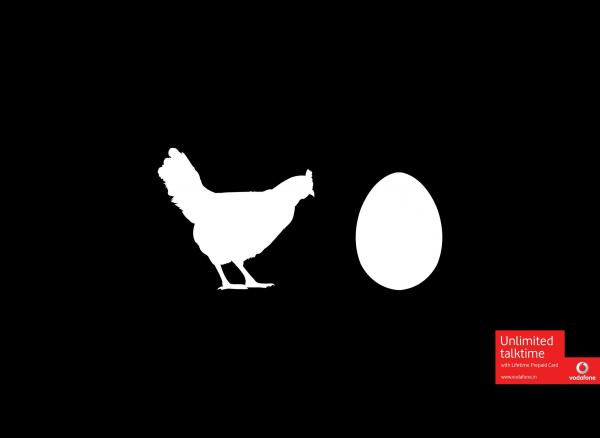 Unlimited
talktime
with Lifetime Prepaid Card
www.vodafone.in
vodafone